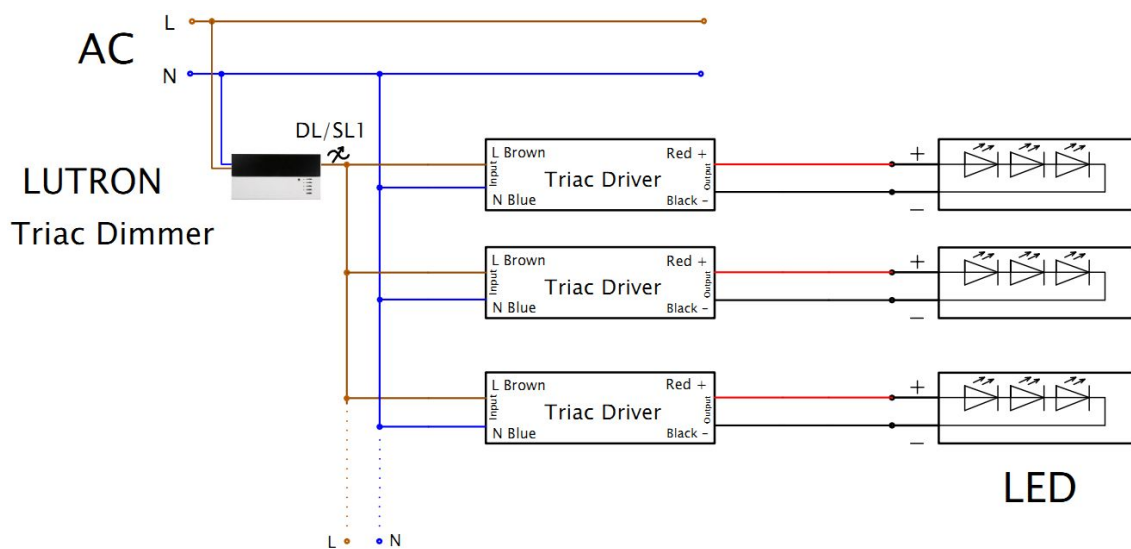 L
AC
N
DL/SL1
LUTRON
Triac Dimmer
L Brown
Input
N Blue
Triac Driver
Red +
Output
Black -
+
–
L Brown
Input
N Blue
Triac Driver
Red +
Output
Black -
+
–
L Brown
Input
N Blue
Triac Driver
Red +
Output
Black -
+
–
LED
L
N